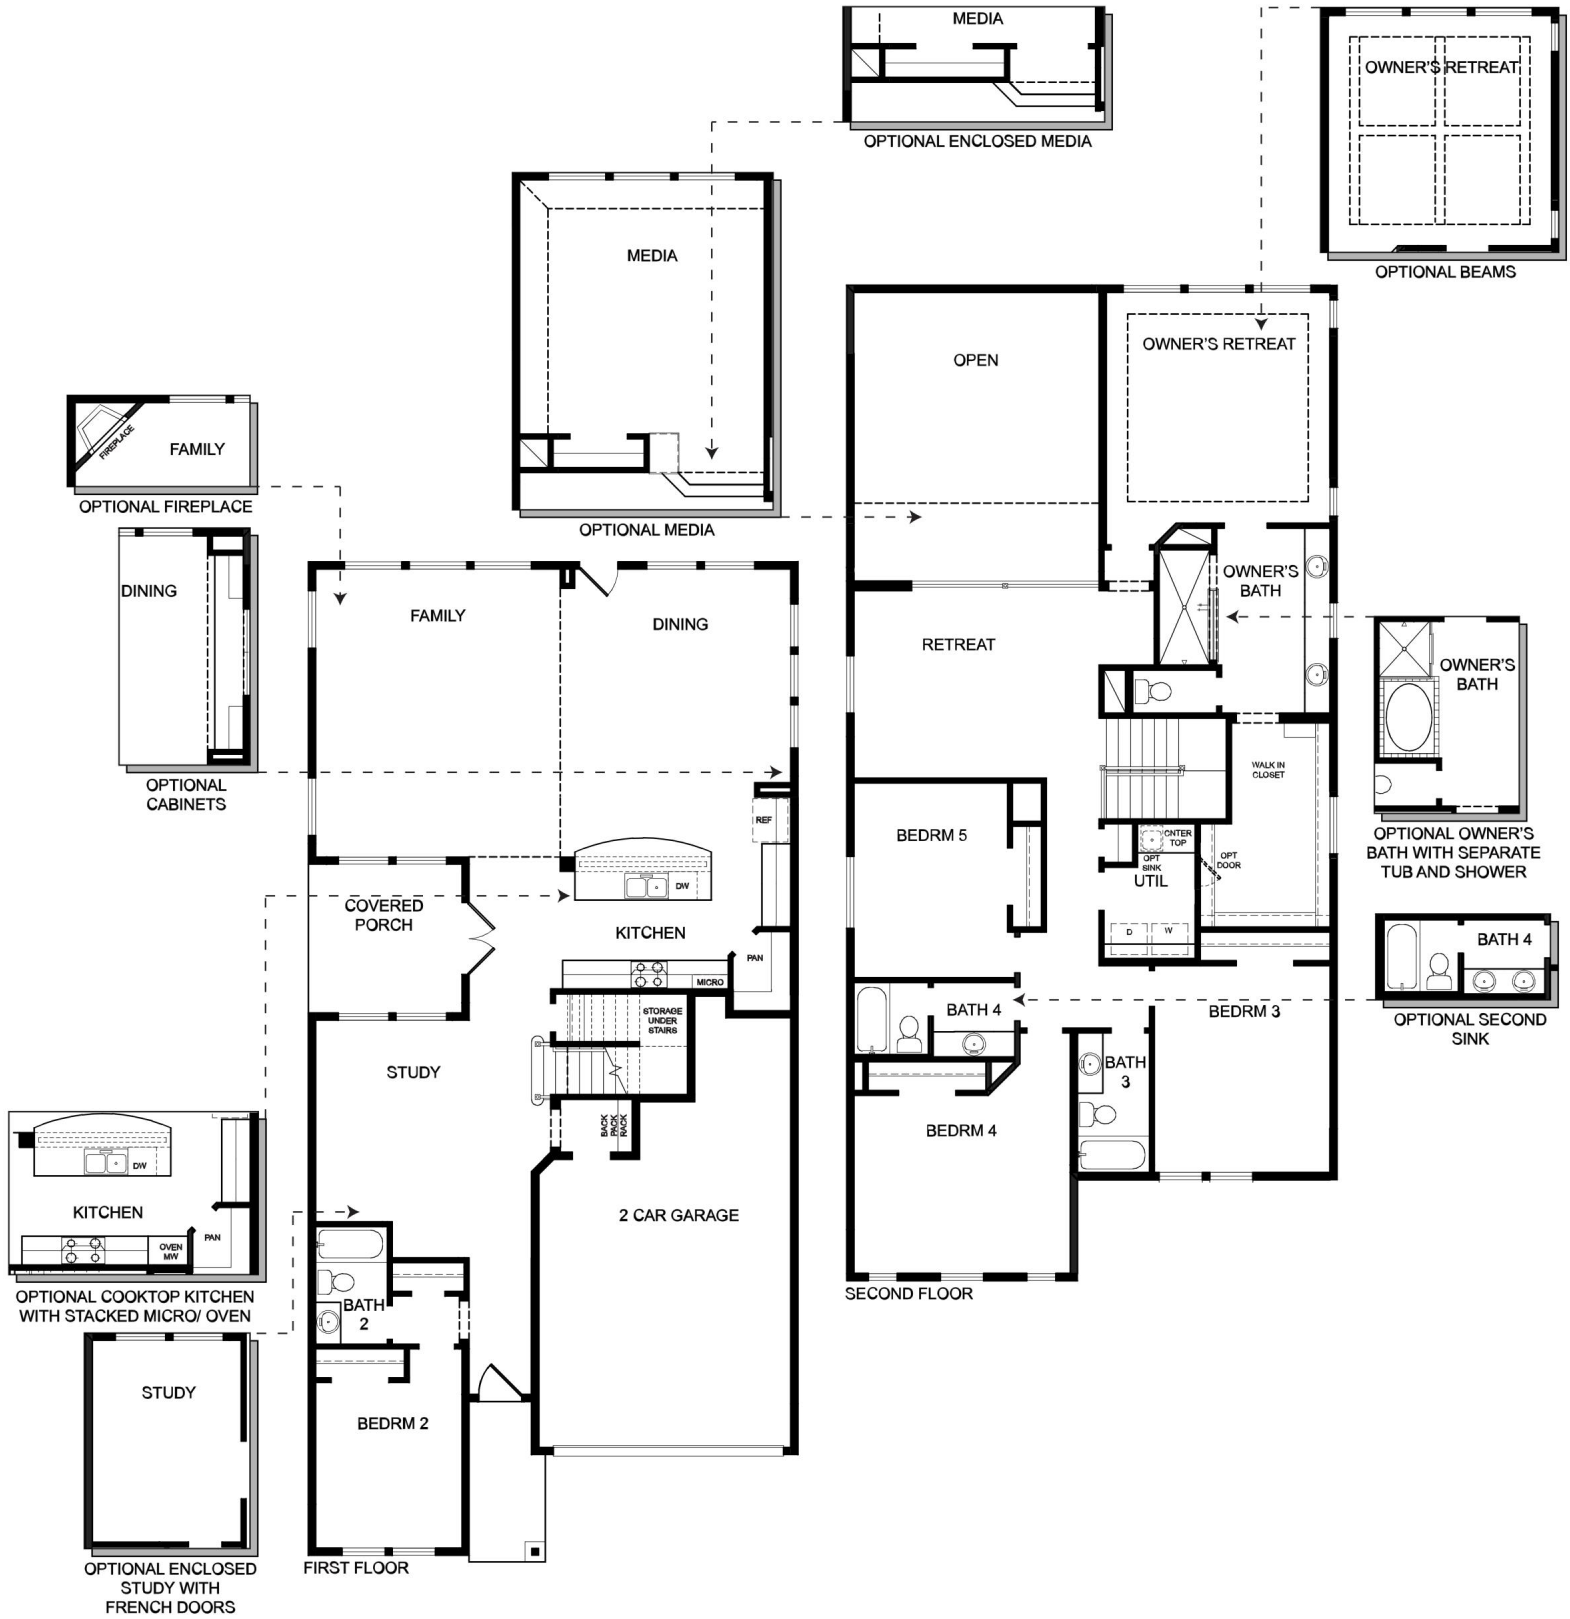 MEDIA
OPTIONAL ENCLOSED MEDIA
OWNER'S RETREAT
OPTIONAL BEAMS
MEDIA
OPTIONAL MEDIA
FIREPLACE
FAMILY
OPTIONAL FIREPLACE
DINING
OPTIONAL
CABINETS
FAMILY
DINING
REF
DW
COVERED
PORCH
KITCHEN
PAN
MICRO
STORAGE
UNDER
STAIRS
STUDY
BACK
PACK
RACK
2 CAR GARAGE
BATH
2
BEDRM 2
FIRST FLOOR
DW
KITCHEN
PAN
OVEN
MW
OPTIONAL COOKTOP KITCHEN
WITH STACKED MICRO/ OVEN
STUDY
OPTIONAL ENCLOSED
STUDY WITH
FRENCH DOORS
OPEN
OWNER'S RETREAT
OWNER'S
BATH
RETREAT
WALK IN
CLOSET
BEDRM 5
CNTER
TOP
OPT
SINK
UTIL
OPT
DOOR
D
W
BATH 4
BEDRM 3
BATH
3
BEDRM 4
SECOND FLOOR
OWNER'S
BATH
OPTIONAL OWNER'S
BATH WITH SEPARATE
TUB AND SHOWER
BATH 4
OPTIONAL SECOND
SINK